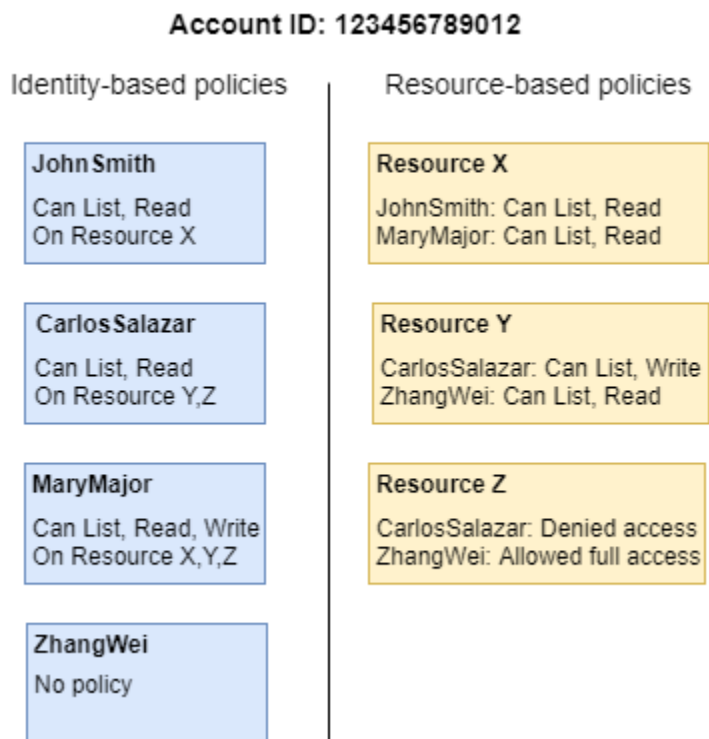 Account ID: 123456789012
Identity-based policies
JohnSmith
Can List, Read
On Resource X
CarlosSalazar
Can List, Read
On Resource Y,Z
MaryMajor
Can List, Read, Write
On Resource X,Y,Z
ZhangWei
No policy
Resource-based policies
Resource X
JohnSmith: Can List, Read
MaryMajor: Can List, Read
Resource Y
CarlosSalazar: Can List, Write
ZhangWei: Can List, Read
Resource Z
CarlosSalazar: Denied access
ZhangWei: Allowed full access